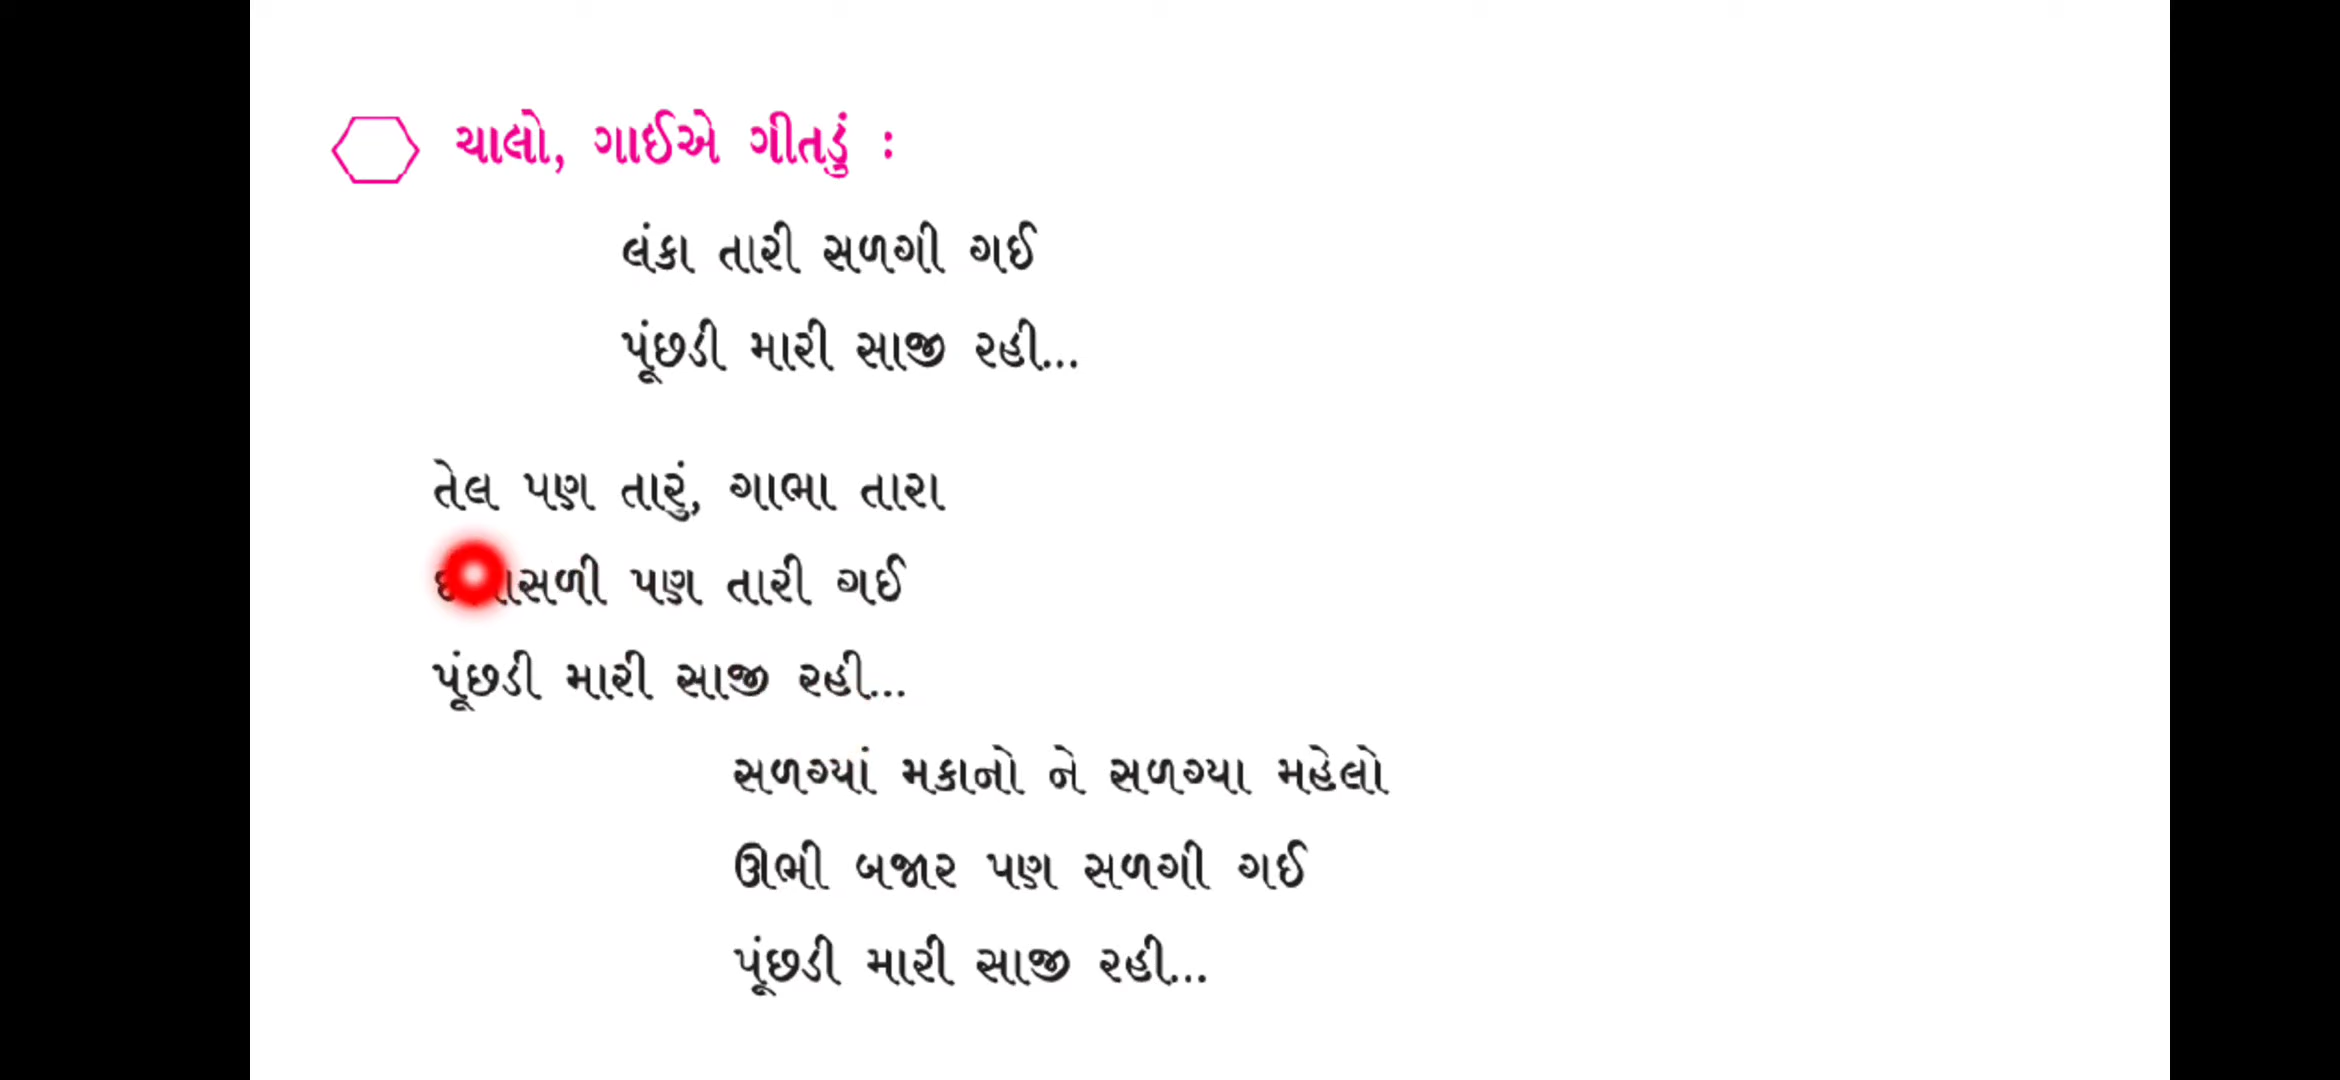 ચાલો, ગાઈએ ગીતડું :
લંકા તારી સળગી ગઈ
પૂંછડી મારી સાજી રહી...
તેલ પણ તારું, ગાભા તારા
પણ તારી ગઈ
પૂંછડી મારી સાજી રહી...
સળગ્યાં મકાનો ને સળગ્યા મહેલો
ઊભી બજાર પણ સળગી ગઈ
પૂંછડી મારી સાજી રહી...